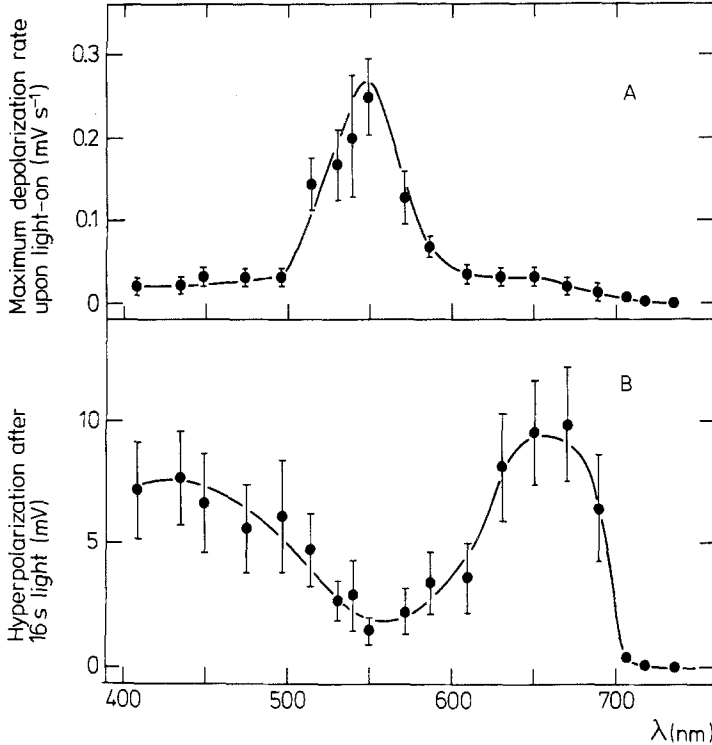 Maximum depolarization rate
upon light-on (mV s⁻¹)
0.3
0.2
0.1
0
A
Hyperpolarization after
16 s light (mV)
10
5
0
B
400
500
600
700
λ(nm)